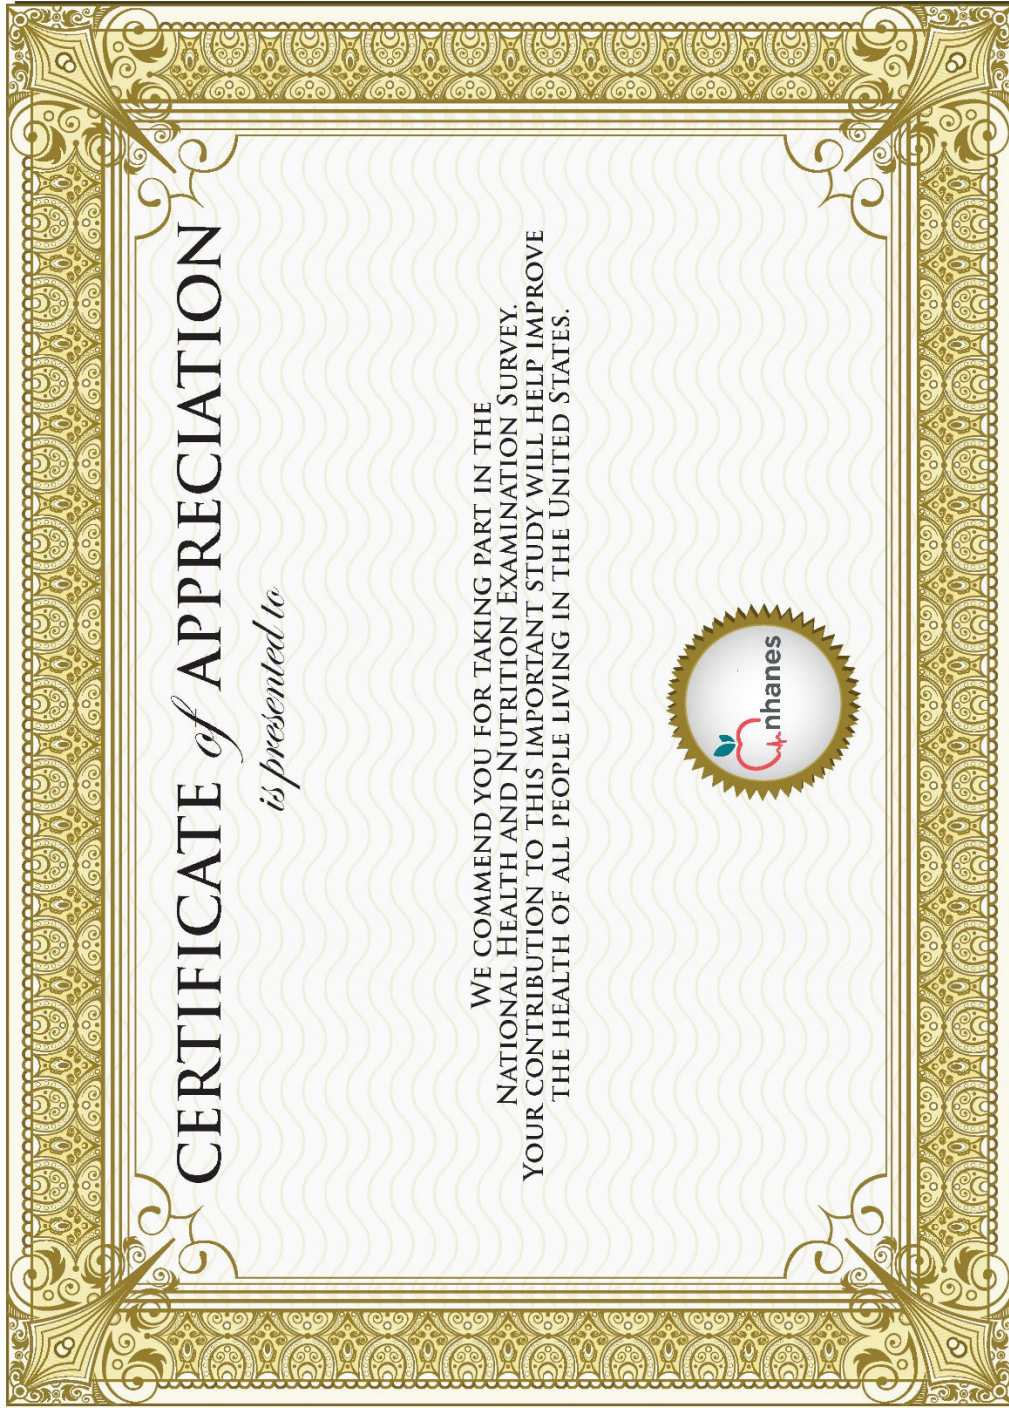 CERTIFICATE of APPRECIATION
is presented to
WE COMMEND YOU FOR TAKING PART IN THE
NATIONAL HEALTH AND NUTRITION EXAMINATION SURVEY.
YOUR CONTRIBUTION TO THIS IMPORTANT STUDY WILL HELP IMPROVE
THE HEALTH OF ALL PEOPLE LIVING IN THE UNITED STATES.
nhanes